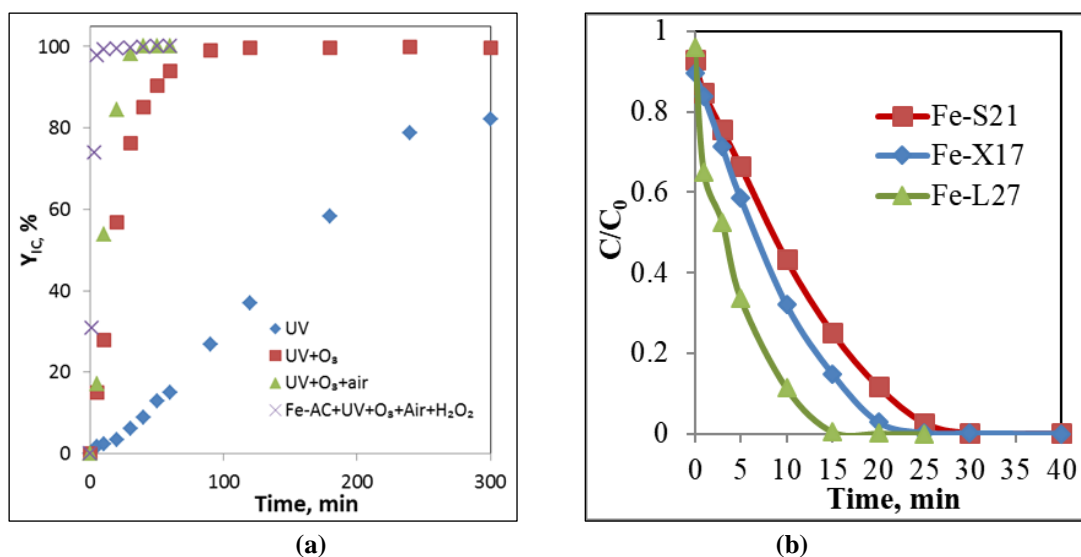 100
80
60
40
20
0
Y_IC, %
UV
UV+O₃
UV+O₃+air
Fe-AC+UV+O₃+Air+H₂O₂
0
100
200
300
Time, min
(a)
1
0.8
0.6
0.4
0.2
0
C/C₀
Fe-S21
Fe-X17
Fe-L27
0
5
10
15
20
25
30
35
40
Time, min
(b)